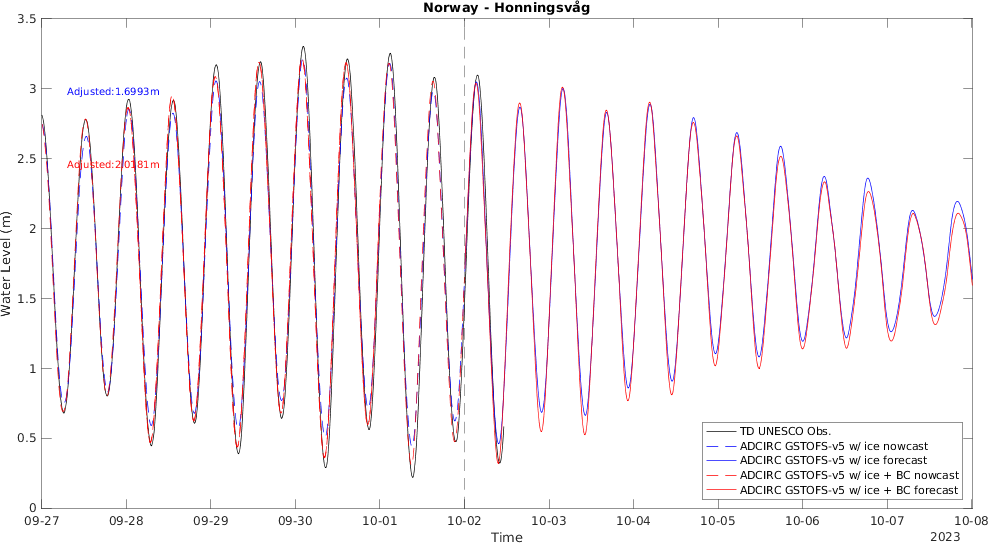 Norway - Honningsvåg
3.5
3
2.5
2
1.5
1
0.5
0
Water Level (m)
Adjusted:1.6993m
Adjusted:2.0181m
TD UNESCO Obs.
ADCIRC GSTOFS-v5 w/ ice nowcast
ADCIRC GSTOFS-v5 w/ ice forecast
ADCIRC GSTOFS-v5 w/ ice + BC nowcast
ADCIRC GSTOFS-v5 w/ ice + BC forecast
09-27 09-28 09-29 09-30 10-01 10-02 10-03 10-04 10-05 10-06 10-07 10-08
Time
2023